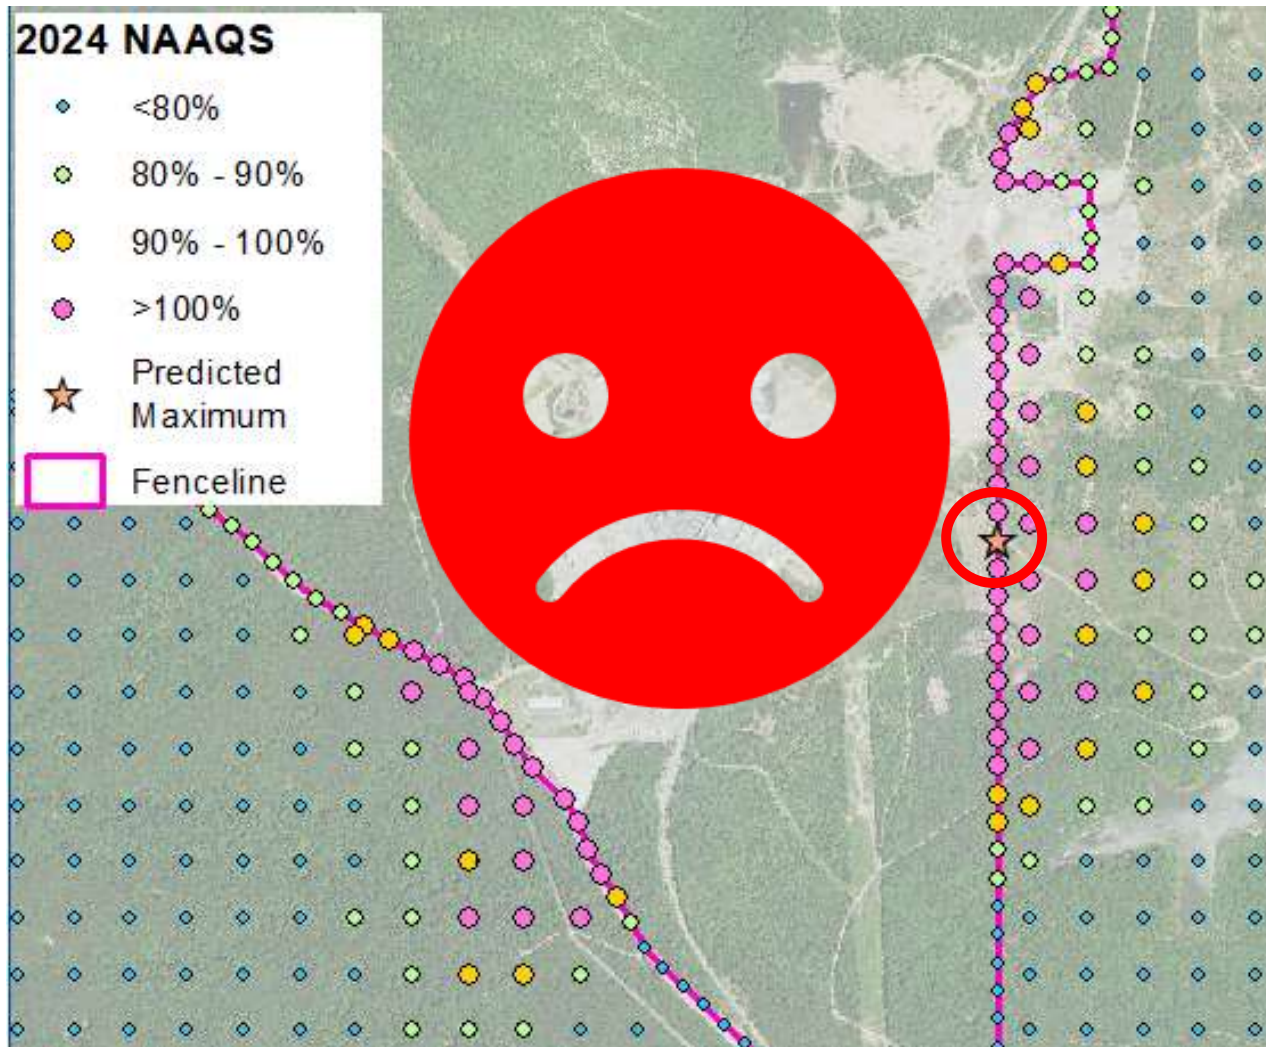 2024 NAAQS
<80%
80% - 90%
90% - 100%
>100%
Predicted
Maximum
Fenceline